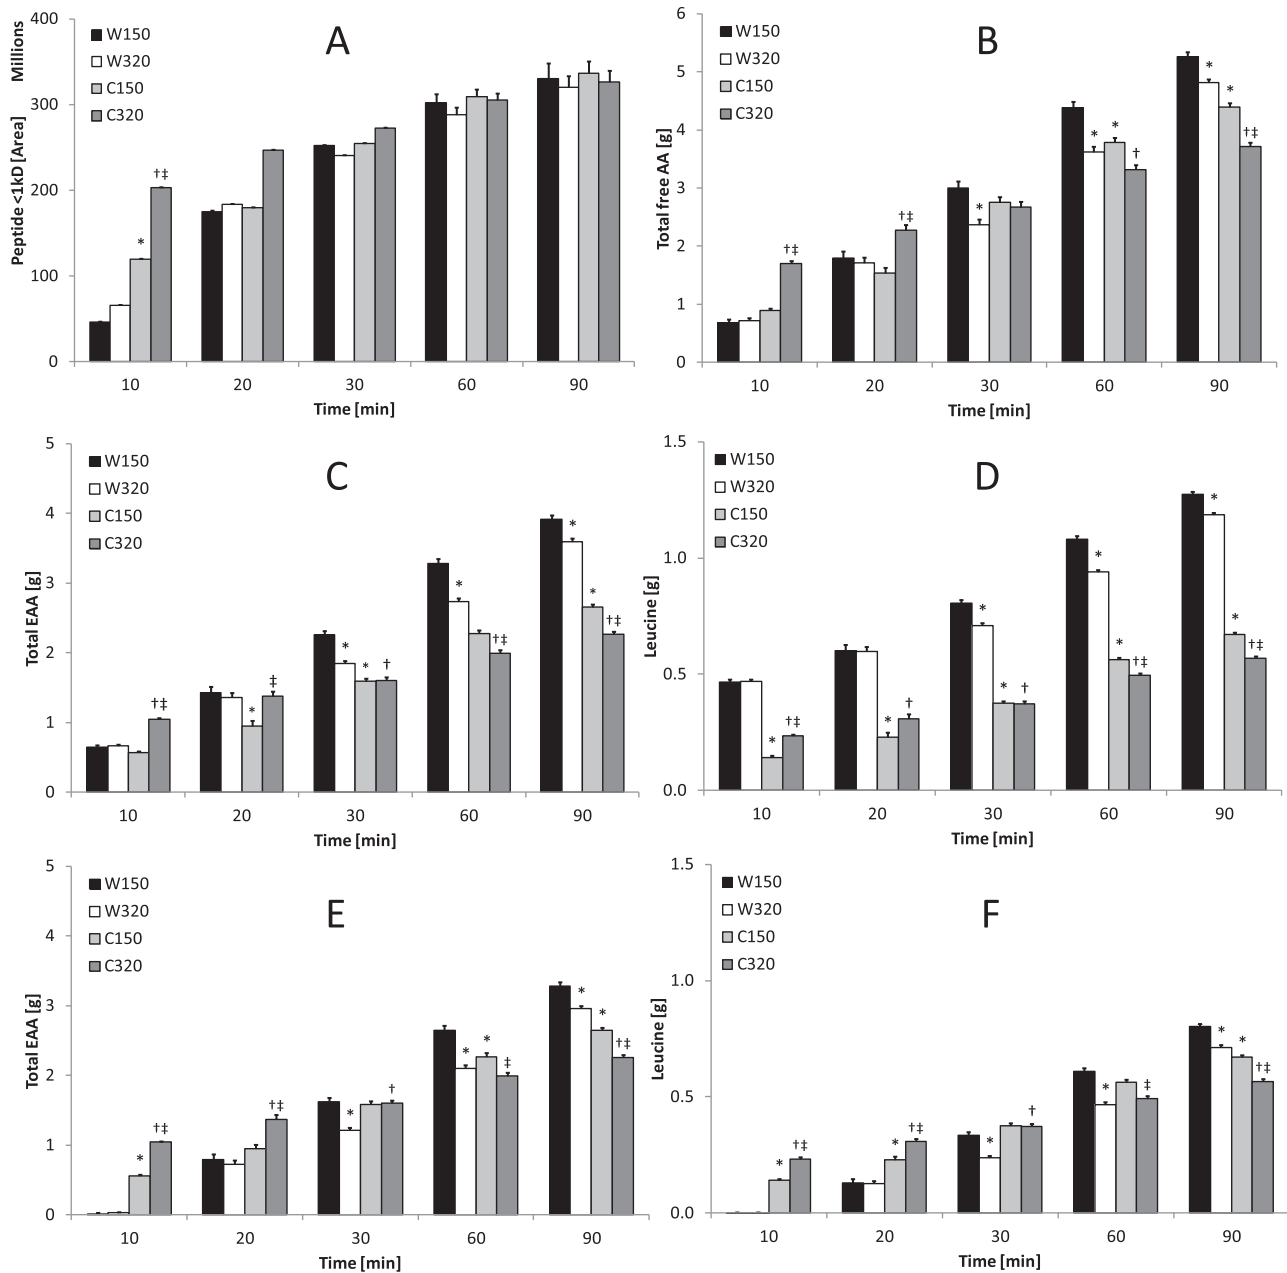 A
Peptide <1kD [Area] Millions
400
300
200
100
0
W150
W320
C150
C320
*
†‡
10 20 30 60 90
Time [min]
B
Total free AA [g]
6
5
4
3
2
1
0
W150
W320
C150
C320
†‡
†‡
*
* * †
* * †‡
10 20 30 60 90
Time [min]
C
Total EAA [g]
5
4
3
2
1
0
W150
W320
C150
C320
†‡
* ‡
* * †
* †‡
* * †‡
10 20 30 60 90
Time [min]
D
Leucine [g]
1.5
1.0
0.5
0.0
W150
W320
C150
C320
* †‡
* †
* * †
* * †‡
* * †‡
10 20 30 60 90
Time [min]
E
Total EAA [g]
5
4
3
2
1
0
W150
W320
C150
C320
* †‡
†‡
* †
* * ‡
* * †‡
10 20 30 60 90
Time [min]
F
Leucine [g]
1.5
1.0
0.5
0.0
W150
W320
C150
C320
* †‡
* †‡
* †
* ‡
* * †‡
10 20 30 60 90
Time [min]